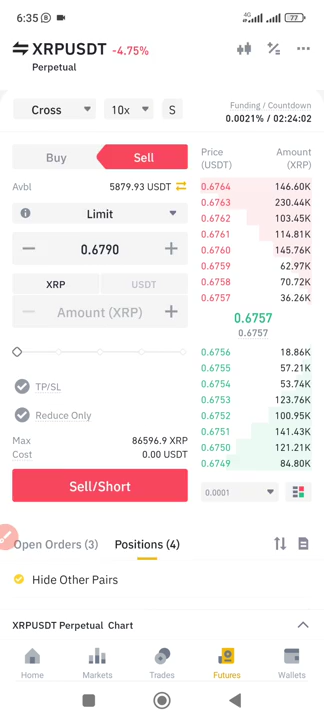 6:35
4G
77
XRPUSDT -4.75%
Perpetual
Cross
10x
S
Funding / Countdown
0.0021% / 02:24:02
Buy
Sell
Avbl
5879.93 USDT
Limit
0.6790
XRP
USDT
Amount (XRP)
TP/SL
Reduce Only
Max
86596.9 XRP
Cost
0.00 USDT
Sell/Short
Price
(USDT)
Amount
(XRP)
0.6764 146.60K
0.6763 230.44K
0.6762 103.45K
0.6761 114.81K
0.6760 145.76K
0.6759 62.97K
0.6758 70.72K
0.6757 36.26K
0.6757
0.6757
0.6756 18.86K
0.6755 57.21K
0.6754 53.74K
0.6753 123.76K
0.6752 100.95K
0.6751 141.43K
0.6750 121.21K
0.6749 84.80K
0.0001
Open Orders (3)
Positions (4)
Hide Other Pairs
XRPUSDT Perpetual Chart
Home
Markets
Trades
Futures
Wallets